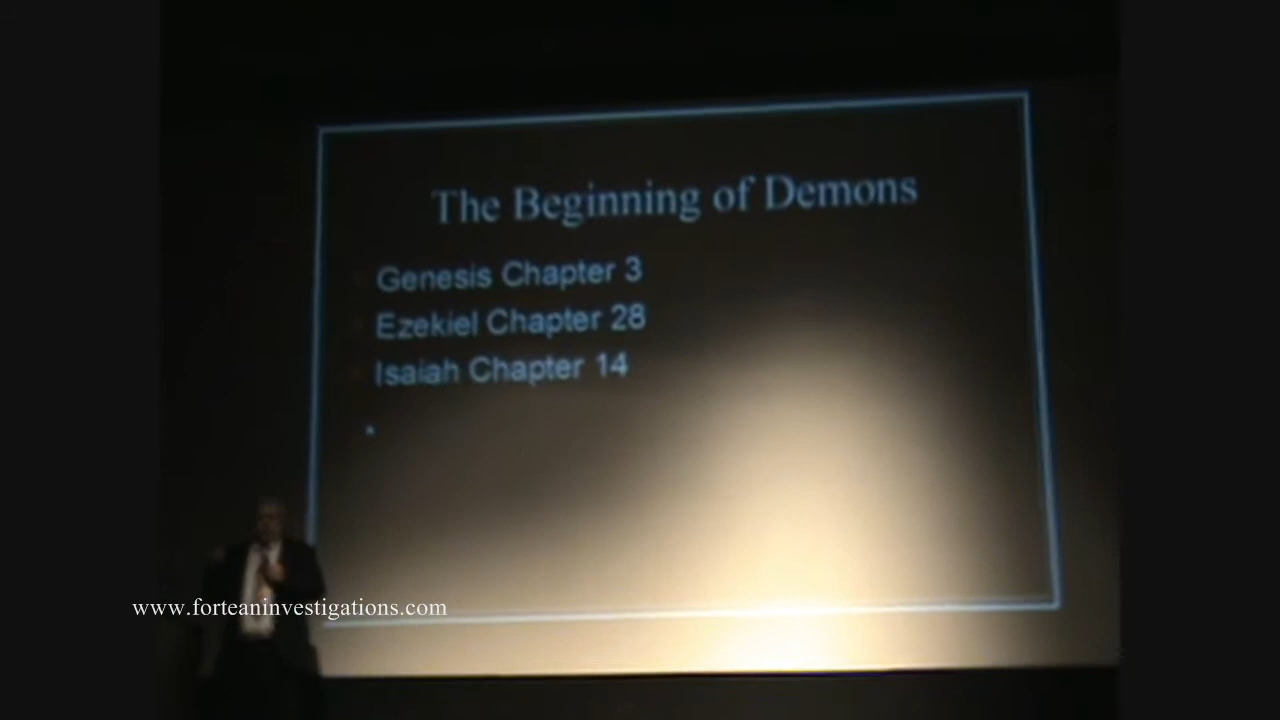 The Beginning of Demons
Genesis Chapter 3
Ezekiel Chapter 28
Isaiah Chapter 14
www.forteaninvestigations.com